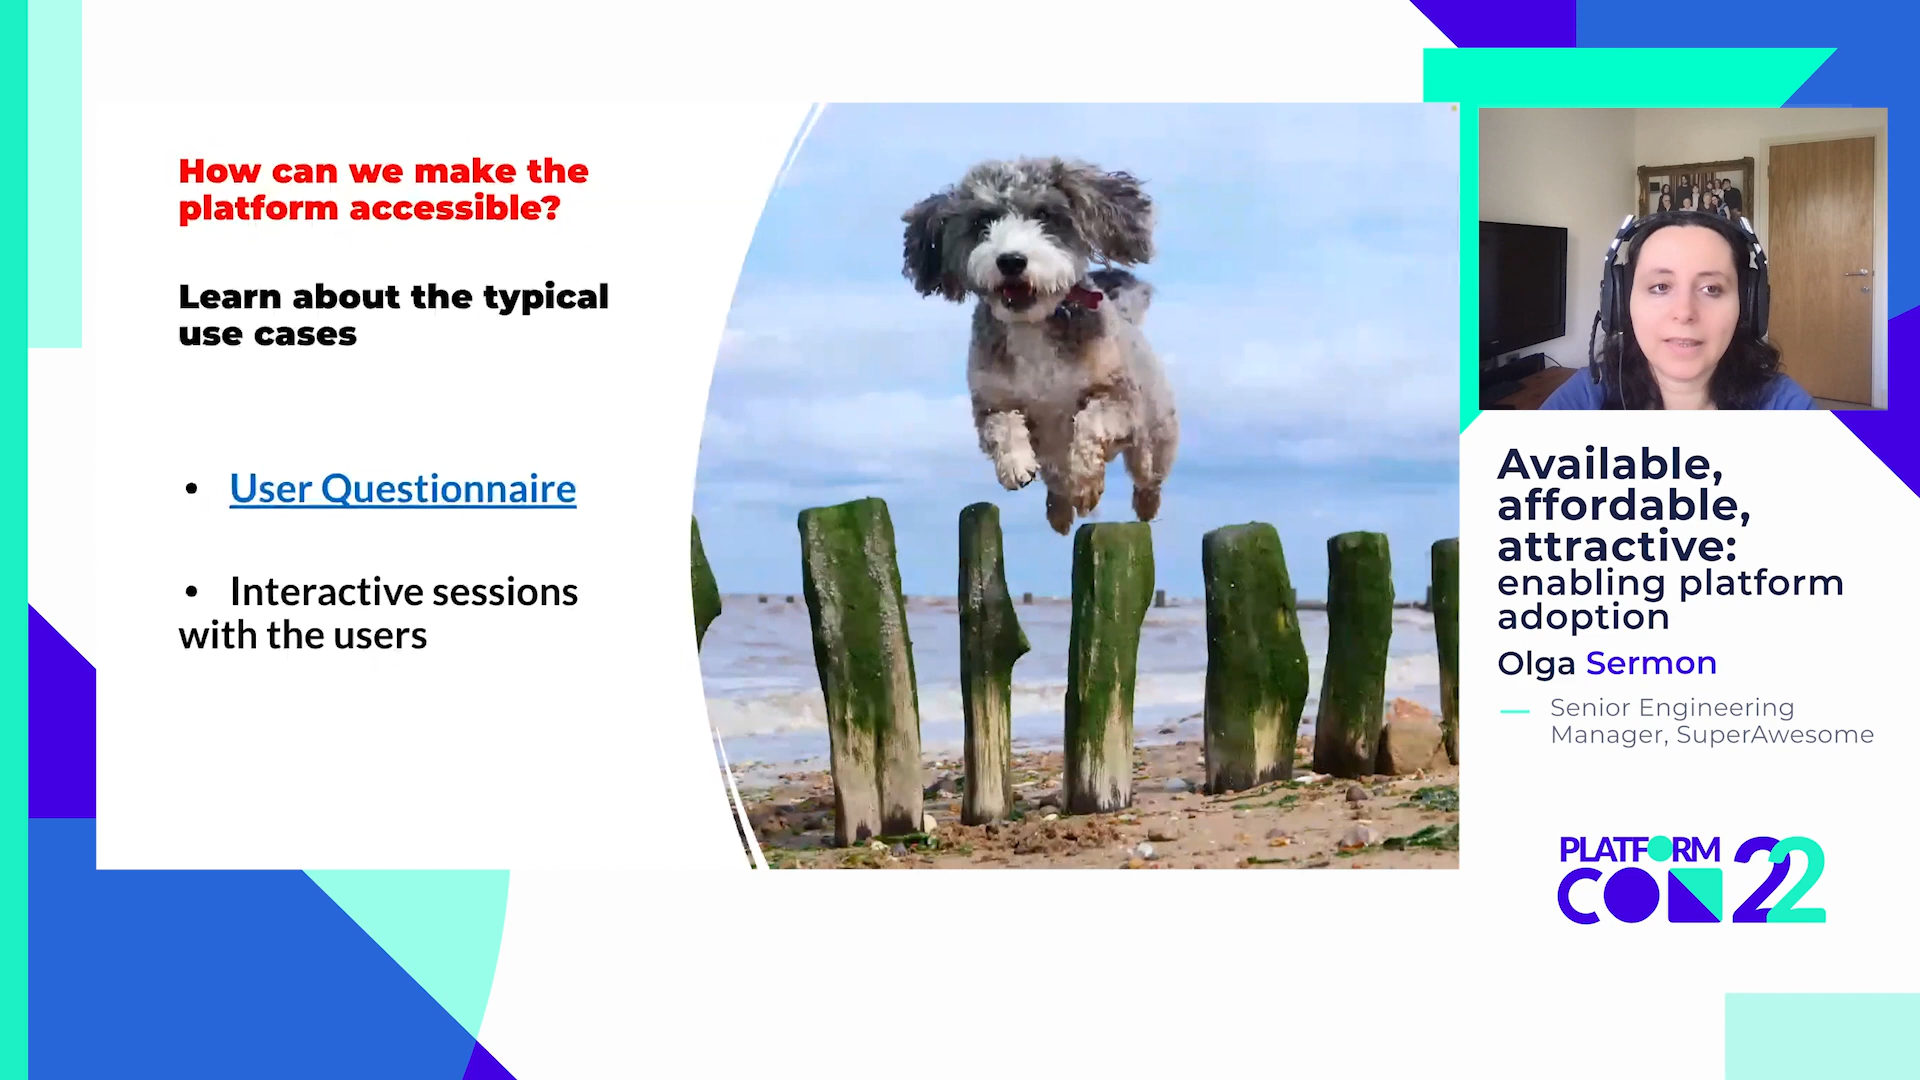 How can we make the
platform accessible?
Learn about the typical
use cases
• User Questionnaire
• Interactive sessions
with the users
Available,
affordable,
attractive:
enabling platform
adoption
Olga Sermon
Senior Engineering
Manager, SuperAwesome
PLATFORM
CON 22